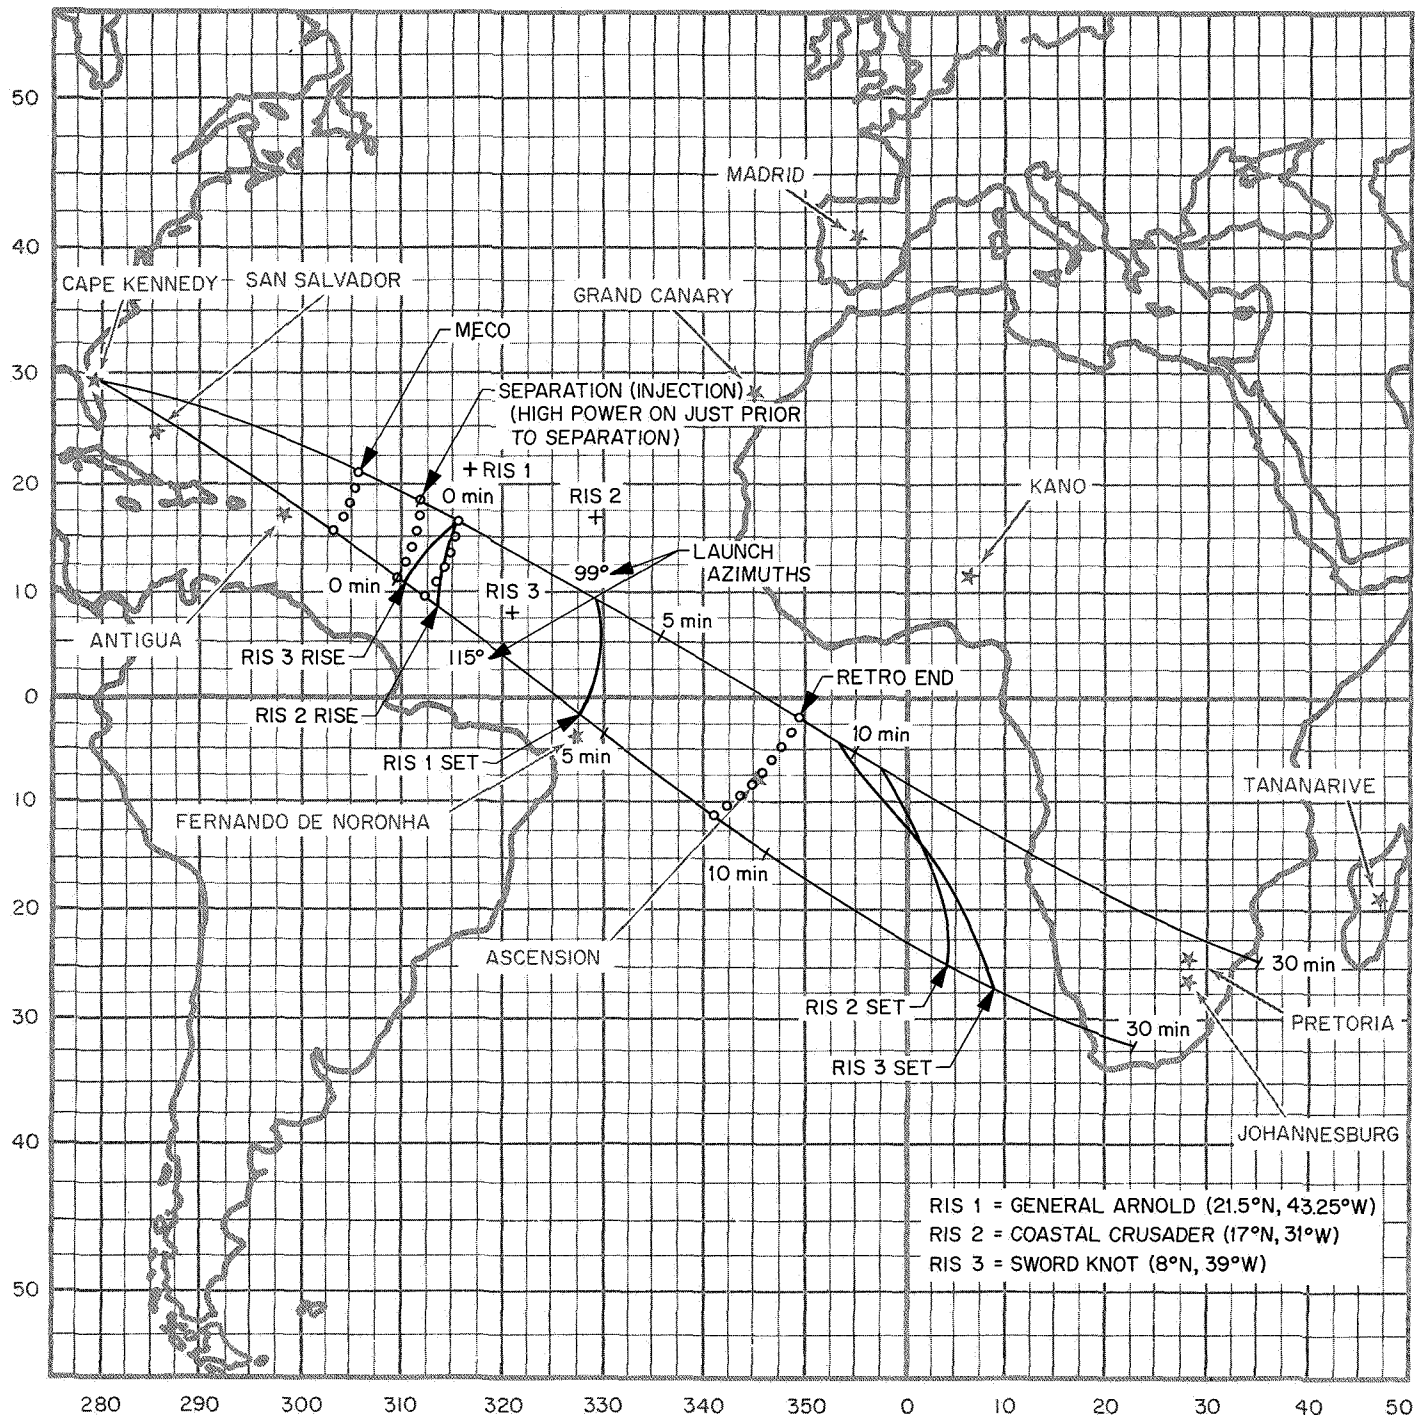 50
MADRID
40
CAPE KENNEDY
SAN SALVADOR
GRAND CANARY
MECO
30
SEPARATION (INJECTION)
(HIGH POWER ON JUST PRIOR
TO SEPARATION)
+ RIS 1
0 min
RIS 2
+
KANO
20
LAUNCH
AZIMUTHS
99°
0 min
RIS 3
+
10
5 min
ANTIGUA
RIS 3 RISE
115°
RETRO END
0
RIS 2 RISE
10 min
RIS 1 SET
5 min
TANANARIVE
10
FERNANDO DE NORONHA
10 min
20
ASCENSION
30 min
RIS 2 SET
30
30 min
PRETORIA
RIS 3 SET
JOHANNESBURG
40
RIS 1 = GENERAL ARNOLD (21.5°N, 43.25°W)
RIS 2 = COASTAL CRUSADER (17°N, 31°W)
RIS 3 = SWORD KNOT (8°N, 39°W)
50
280 290 300 310 320 330 340 350 0 10 20 30 40 50